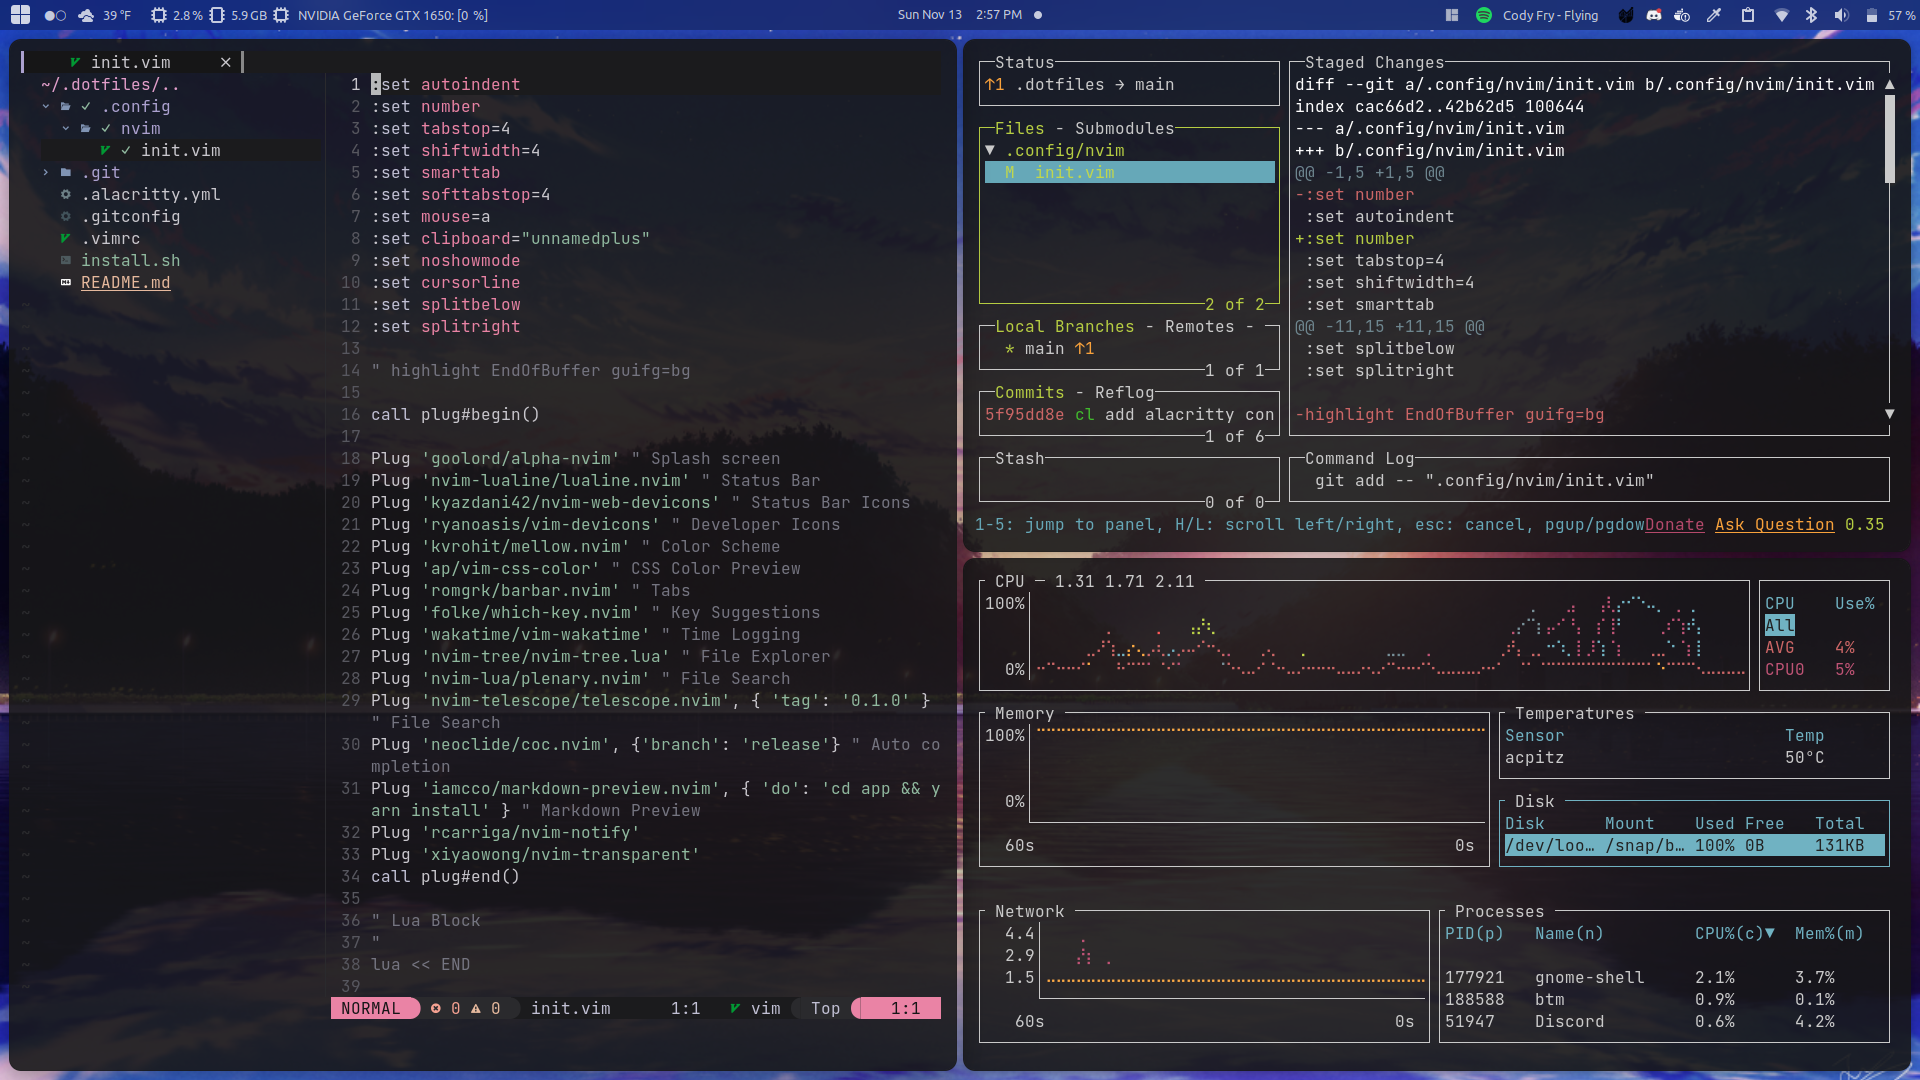 39 °F 2.8 % 5.9 GB NVIDIA GeForce GTX 1650: [0 %]
Sun Nov 13 2:57 PM
Cody Fry - Flying
57 %
init.vim ×
~/.dotfiles/..
.config
nvim
init.vim
.git
.alacritty.yml
.gitconfig
.vimrc
install.sh
README.md
1 :set autoindent
2 :set number
3 :set tabstop=4
4 :set shiftwidth=4
5 :set smarttab
6 :set softtabstop=4
7 :set mouse=a
8 :set clipboard="unnamedplus"
9 :set noshowmode
10 :set cursorline
11 :set splitbelow
12 :set splitright
13
14 " highlight EndOfBuffer guifg=bg
15
16 call plug#begin()
17
18 Plug 'goolord/alpha-nvim' " Splash screen
19 Plug 'nvim-lualine/lualine.nvim' " Status Bar
20 Plug 'kyazdani42/nvim-web-devicons' " Status Bar Icons
21 Plug 'ryanoasis/vim-devicons' " Developer Icons
22 Plug 'kvrohit/mellow.nvim' " Color Scheme
23 Plug 'ap/vim-css-color' " CSS Color Preview
24 Plug 'romgrk/barbar.nvim' " Tabs
25 Plug 'folke/which-key.nvim' " Key Suggestions
26 Plug 'wakatime/vim-wakatime' " Time Logging
27 Plug 'nvim-tree/nvim-tree.lua' " File Explorer
28 Plug 'nvim-lua/plenary.nvim' " File Search
29 Plug 'nvim-telescope/telescope.nvim', { 'tag': '0.1.0' }
" File Search
30 Plug 'neoclide/coc.nvim', {'branch': 'release'} " Auto co
mpletion
31 Plug 'iamcco/markdown-preview.nvim', { 'do': 'cd app && y
arn install' } " Markdown Preview
32 Plug 'rcarriga/nvim-notify'
33 Plug 'xiyaowong/nvim-transparent'
34 call plug#end()
35
36 " Lua Block
37 "
38 lua << END
39
NORMAL 0 0 init.vim 1:1 vim Top 1:1
Status
↑1 .dotfiles → main
Files - Submodules
▼ .config/nvim
M init.vim
2 of 2
Local Branches - Remotes -
* main ↑1
1 of 1
Commits - Reflog
5f95dd8e cl add alacritty con
1 of 6
Stash
0 of 0
Staged Changes
diff --git a/.config/nvim/init.vim b/.config/nvim/init.vim
index cac66d2..42b62d5 100644
--- a/.config/nvim/init.vim
+++ b/.config/nvim/init.vim
@@ -1,5 +1,5 @@
-:set number
:set autoindent
+:set number
:set tabstop=4
:set shiftwidth=4
:set smarttab
@@ -11,15 +11,15 @@
:set splitbelow
:set splitright
-highlight EndOfBuffer guifg=bg
Command Log
git add -- ".config/nvim/init.vim"
1-5: jump to panel, H/L: scroll left/right, esc: cancel, pgup/pgdowDonate Ask Question 0.35
CPU ─ 1.31 1.71 2.11
100%
0%
CPU Use%
All
AVG 4%
CPU0 5%
Memory
100%
0%
60s 0s
Temperatures
Sensor Temp
acpitz 50°C
Disk
Disk Mount Used Free Total
/dev/loo… /snap/b… 100% 0B 131KB
Network
4.4
2.9
1.5
60s 0s
Processes
PID(p) Name(n) CPU%(c)▼ Mem%(m)
177921 gnome-shell 2.1% 3.7%
188588 btm 0.9% 0.1%
51947 Discord 0.6% 4.2%